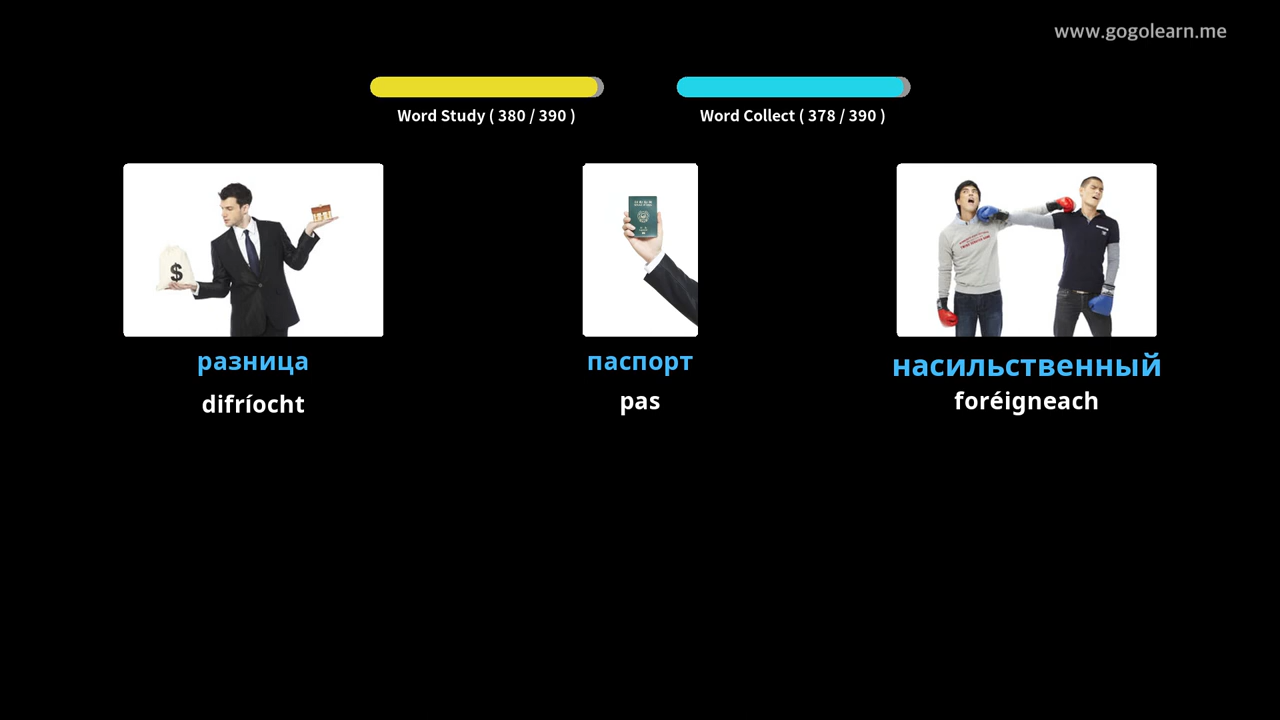 www.gogolearn.me
Word Study ( 380 / 390 )
Word Collect ( 378 / 390 )
$
разница
паспорт
насильственный
difríocht
pas
foréigneach